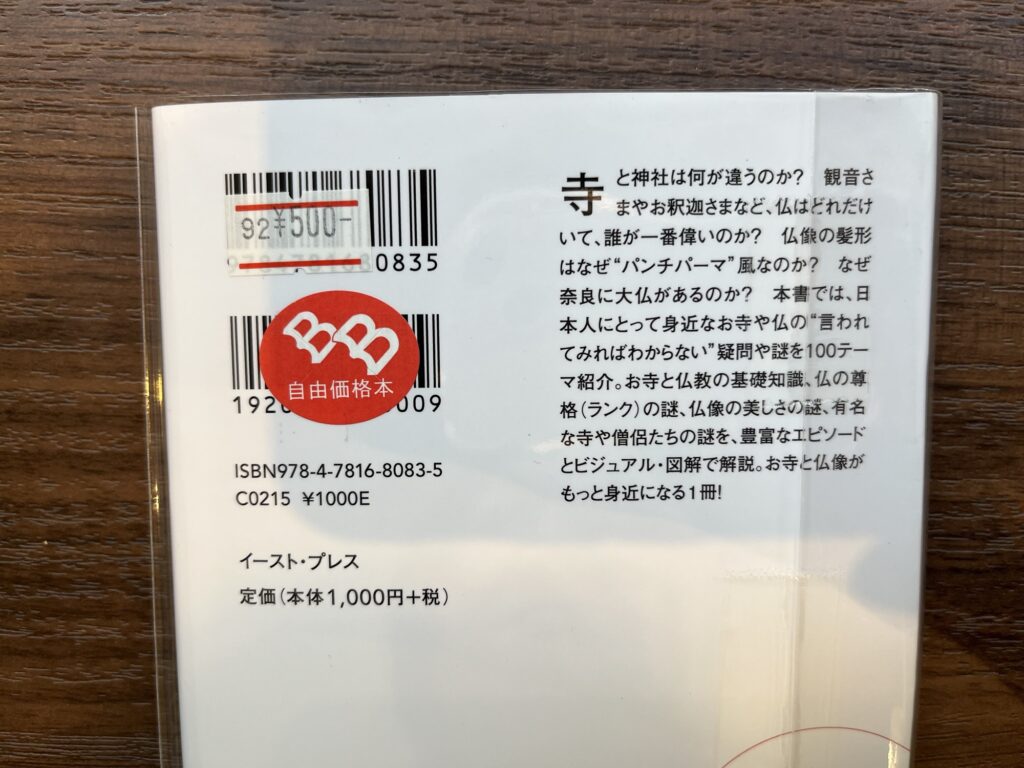 92 ¥500-
0835
BB
自由価格本
192
009
ISBN978-4-7816-8083-5
C0215 ¥1000E
イースト・プレス
定価(本体1,000円+税)
寺と神社は何が違うのか? 観音さ
まやお釈迦さまなど、仏はどれだけ
いて、誰が一番偉いのか? 仏像の髪形
はなぜ“パンチパーマ”風なのか? なぜ
奈良に大仏があるのか? 本書では、日
本人にとって身近なお寺や仏の“言われ
てみればわからない”疑問や謎を100テー
マ紹介。お寺と仏教の基礎知識、仏の尊
格(ランク)の謎、仏像の美しさの謎、有名
な寺や僧侶たちの謎を、豊富なエピソード
とビジュアル・図解で解説。お寺と仏像が
もっと身近になる1冊!